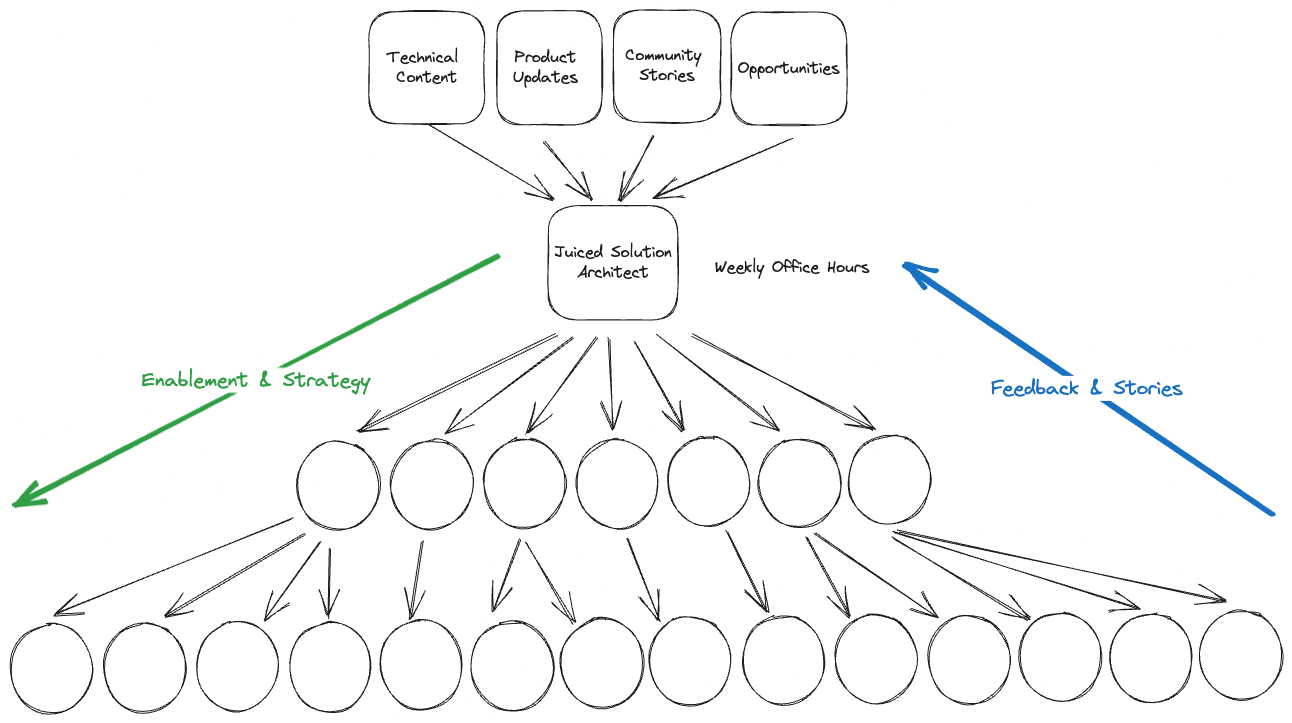 Technical
Content
Product
Updates
Community
Stories
Opportunities
Juiced Solution
Architect
Weekly Office Hours
Enablement & Strategy
Feedback & Stories